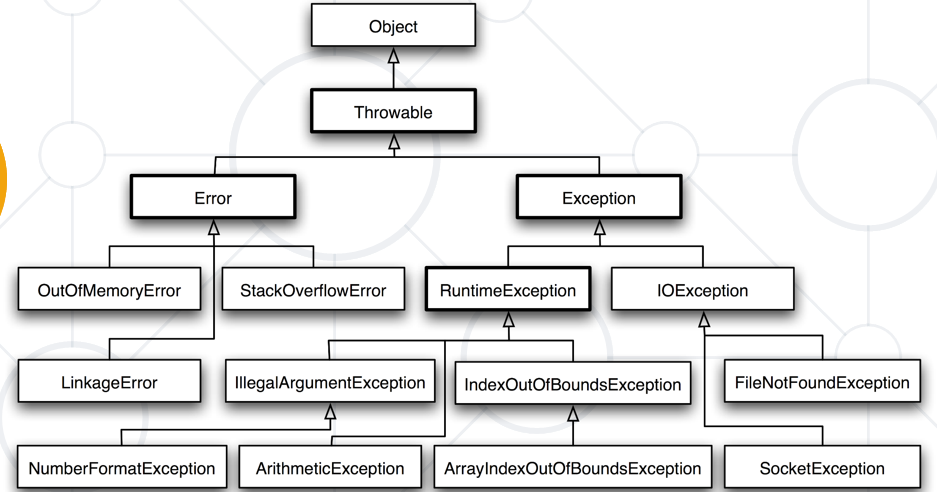 Object
Throwable
Error
Exception
OutOfMemoryError
StackOverflowError
RuntimeException
IOException
LinkageError
IllegalArgumentException
IndexOutOfBoundsException
FileNotFoundException
NumberFormatException
ArithmeticException
ArrayIndexOutOfBoundsException
SocketException